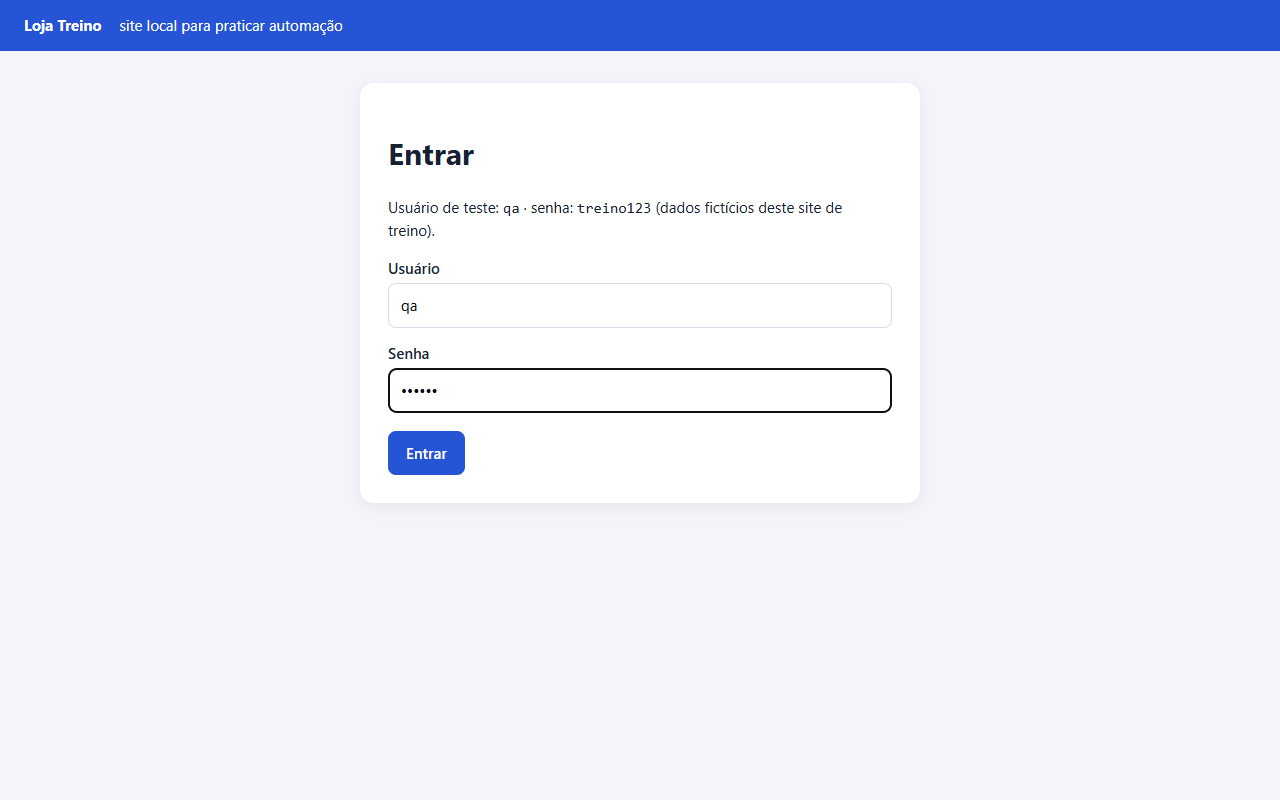 Loja Treino site local para praticar automação
Entrar
Usuário de teste: qa · senha: treino123 (dados fictícios deste site de
treino).
Usuário
qa
Senha
••••••
Entrar